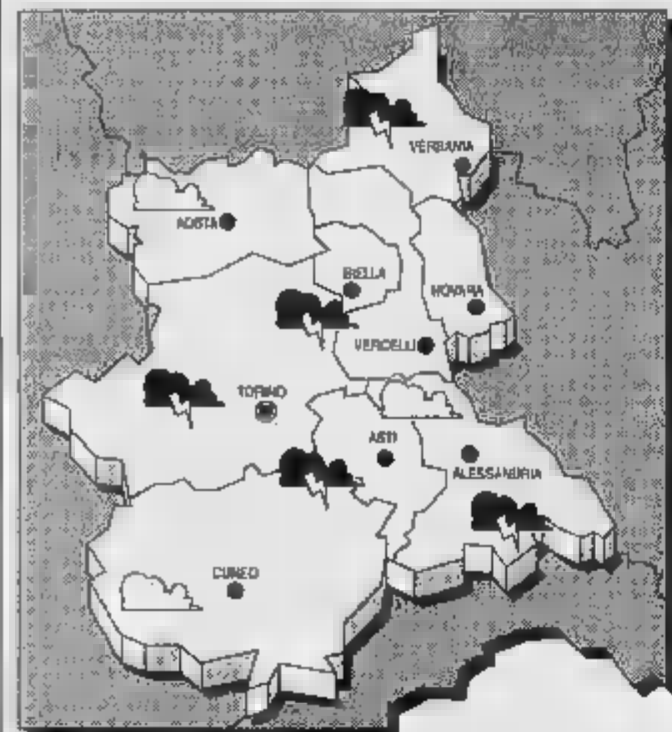 VERBANIA
AOSTA
BIELLA
NOVARA
VERCELLI
TORINO
ASTI
ALESSANDRIA
CUNEO